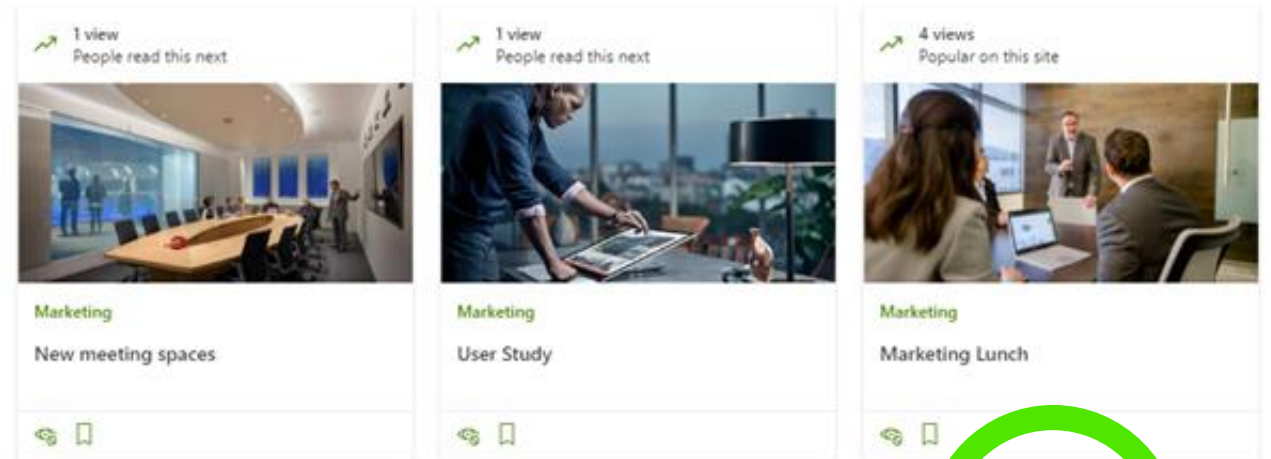 1 view
People read this next
Marketing
New meeting spaces
1 view
People read this next
Marketing
User Study
4 views
Popular on this site
Marketing
Marketing Lunch